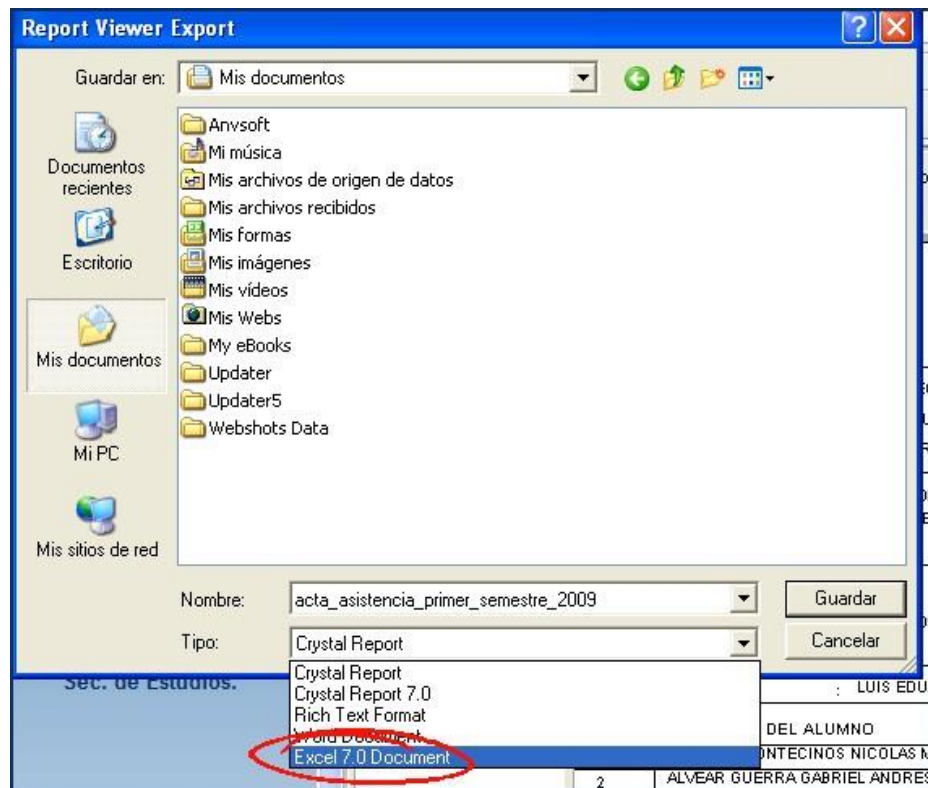 Report Viewer Export
Guardar en:
Mis documentos
Documentos
recientes
Escritorio
Mis documentos
Mi PC
Mis sitios de red
Anvsoft
Mi música
Mis archivos de origen de datos
Mis archivos recibidos
Mis formas
Mis imágenes
Mis vídeos
Mis Webs
My eBooks
Updater
Updater5
Webshots Data
Nombre:
acta_asistencia_primer_semestre_2009
Guardar
Tipo:
Crystal Report
Cancelar
Crystal Report
Crystal Report 7.0
Rich Text Format
Word Document
Excel 7.0 Document
Sec. de Estudios.
: LUIS EDU
DEL ALUMNO
ONTECINOS NICOLAS M
2 ALVEAR GUERRA GABRIEL ANDRES